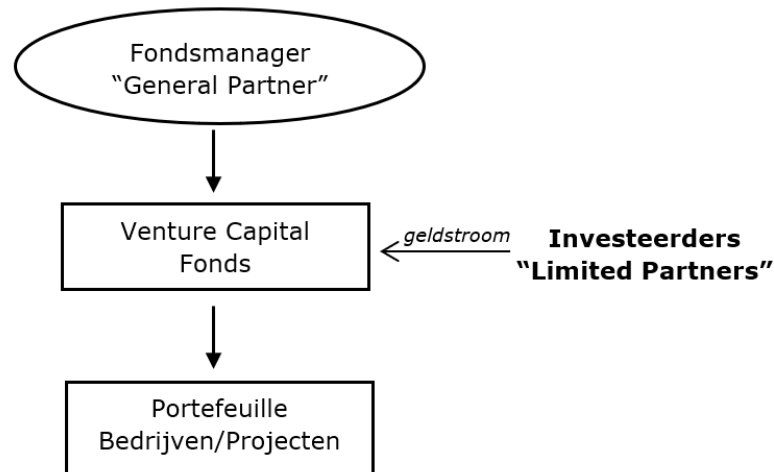 Fondsmanager
“General Partner”
Venture Capital
Fonds
geldstroom
Investeerders
“Limited Partners”
Portefeuille
Bedrijven/Projecten